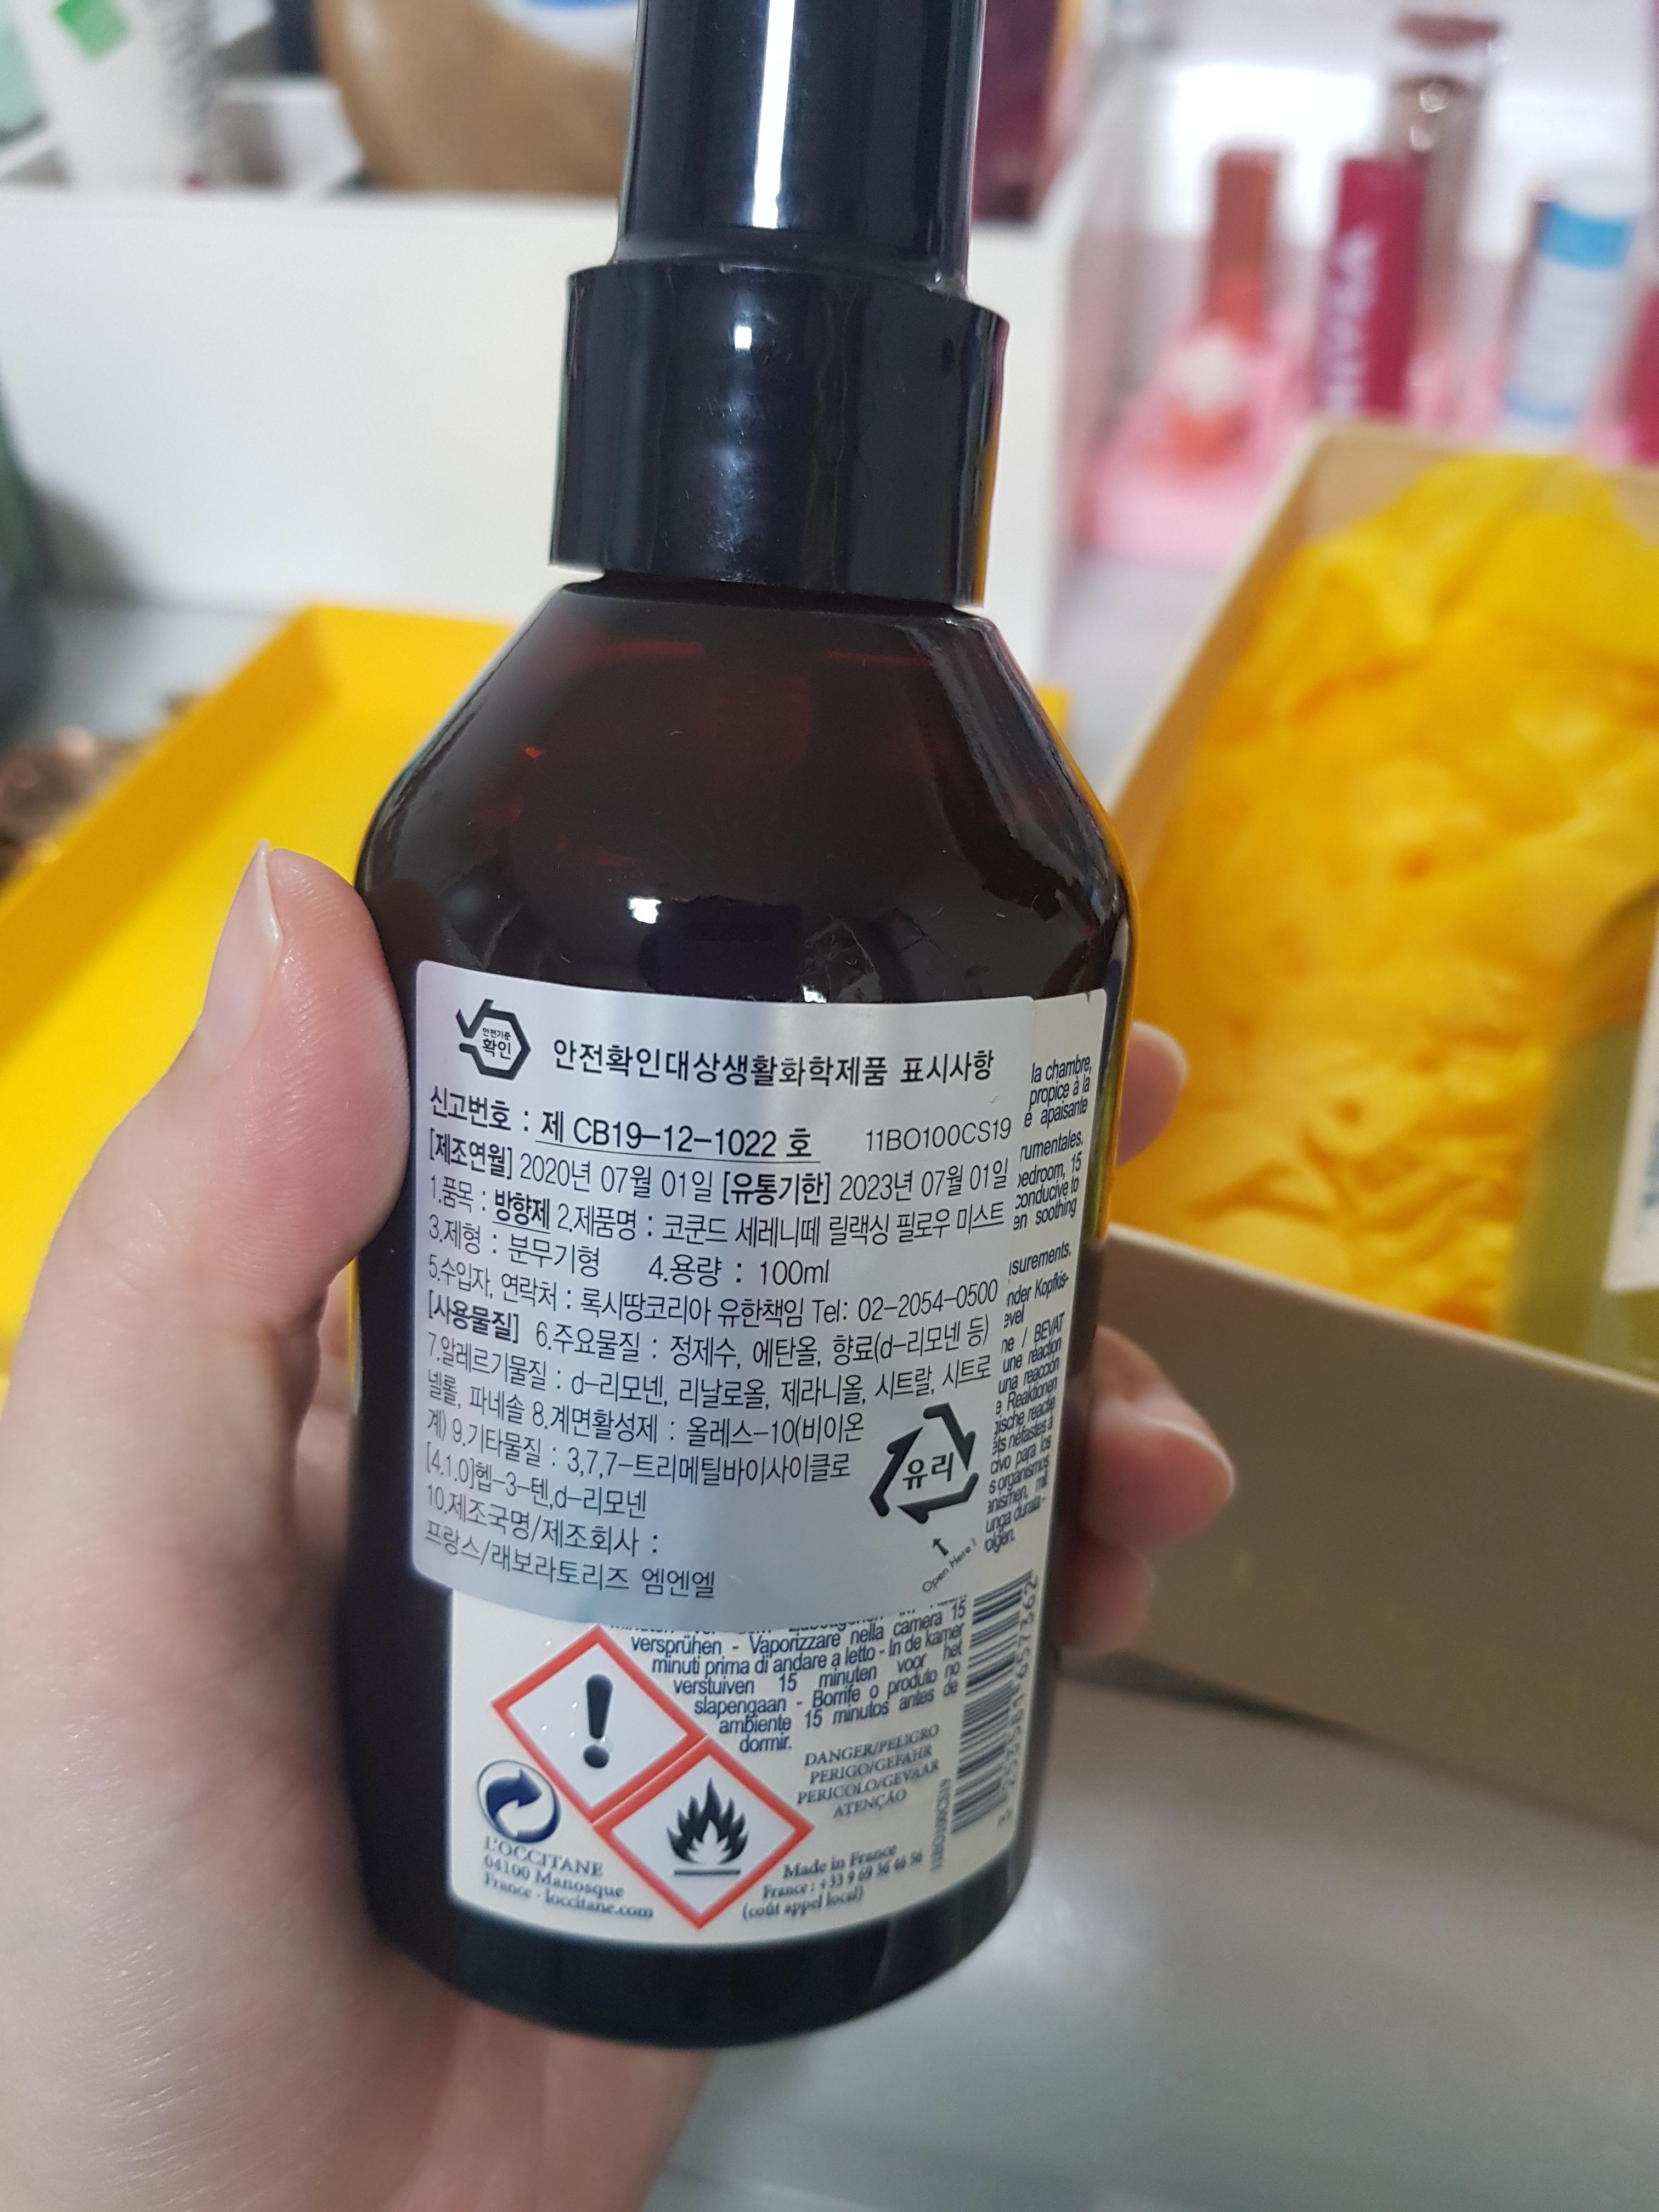 안전기준
확인
안전확인대상생활화학제품 표시사항
신고번호 : 제 CB19-12-1022 호 11BO100CS19
[제조연월] 2020년 07월 01일 [유통기한] 2023년 07월 01일
1.품목 : 방향제 2.제품명 : 코쿤드 세레니떼 릴랙싱 필로우 미스트
3.제형 : 분무기형 4.용량 : 100ml
5.수입자, 연락처 : 록시땅코리아 유한책임 Tel: 02-2054-0500
[사용물질] 6.주요물질 : 정제수, 에탄올, 향료(d-리모넨 등)
7.알레르기물질 : d-리모넨, 리날로올, 제라니올, 시트랄, 시트로
넬롤, 파네솔 8.계면활성제 : 올레스-10(비이온
계) 9.기타물질 : 3,7,7-트리메틸바이사이클로
[4.1.0]헵-3-텐,d-리모넨
10.제조국명/제조회사 :
프랑스/래보라토리즈 엠엔엘
유리
Open Here !
la chambre,
propice à la
apaisante
bedroom, 15
conducive to
en soothing
/ BEVAT
une réaction
una reacción
Reaktionen
reactie
néfastes à
para los
organismos
versprühen - Vaporizzare nella camera 15
minuti prima di andare a letto - In de kamer
verstuiven 15 minuten voor het
slapengaan - Borrife o produto no
ambiente 15 minutos antes de
dormir.
DANGER/PELIGRO
PERIGO/GEFAHR
PERICOLO/GEVAAR
ATENÇÃO
L'OCCITANE
04100 Manosque
France - loccitane.com
Made in France
France : +33 9 69 36 46 56
(coût appel local)
11BO100CS19